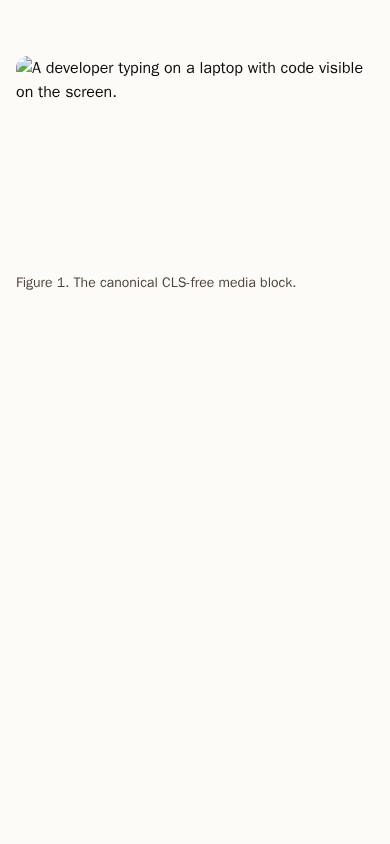 A developer typing on a laptop with code visible
on the screen.
Figure 1. The canonical CLS-free media block.